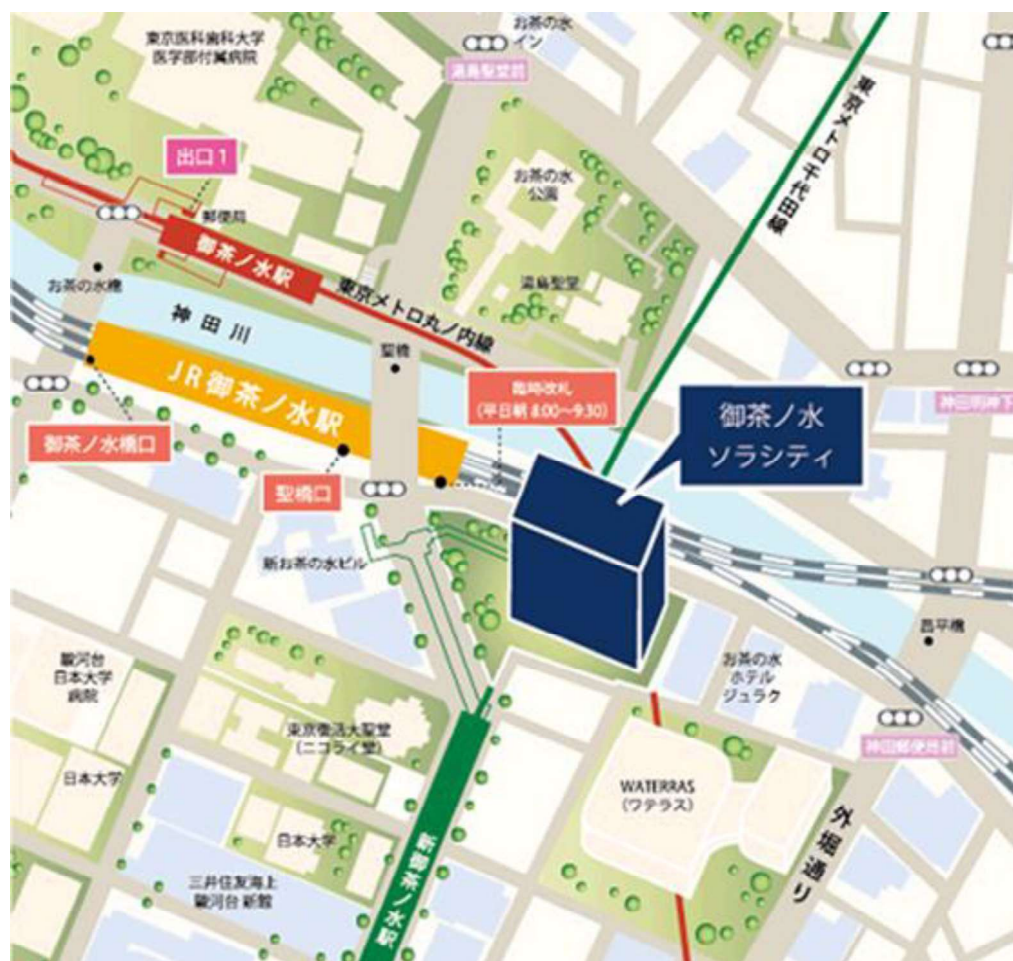 東京医科歯科大学
医学部付属病院
お茶の水
イン
湯島聖堂前
出口1
郵便局
御茶ノ水駅
お茶の水
公園
東京メトロ千代田線
お茶の水橋
神田川
東京メトロ丸ノ内線
湯島聖堂
聖橋
JR御茶ノ水駅
臨時改札
(平日朝8:00~9:30)
御茶ノ水
ソラシティ
神田明神下
御茶ノ水橋口
聖橋口
新お茶の水ビル
昌平橋
駿河台
日本大学
病院
お茶の水
ホテル
ジュラク
東京復活大聖堂
(ニコライ堂)
神田郵便局前
日本大学
WATERRAS
(ワテラス)
日本大学
新御茶ノ水駅
外堀通り
三井住友海上
駿河台新館